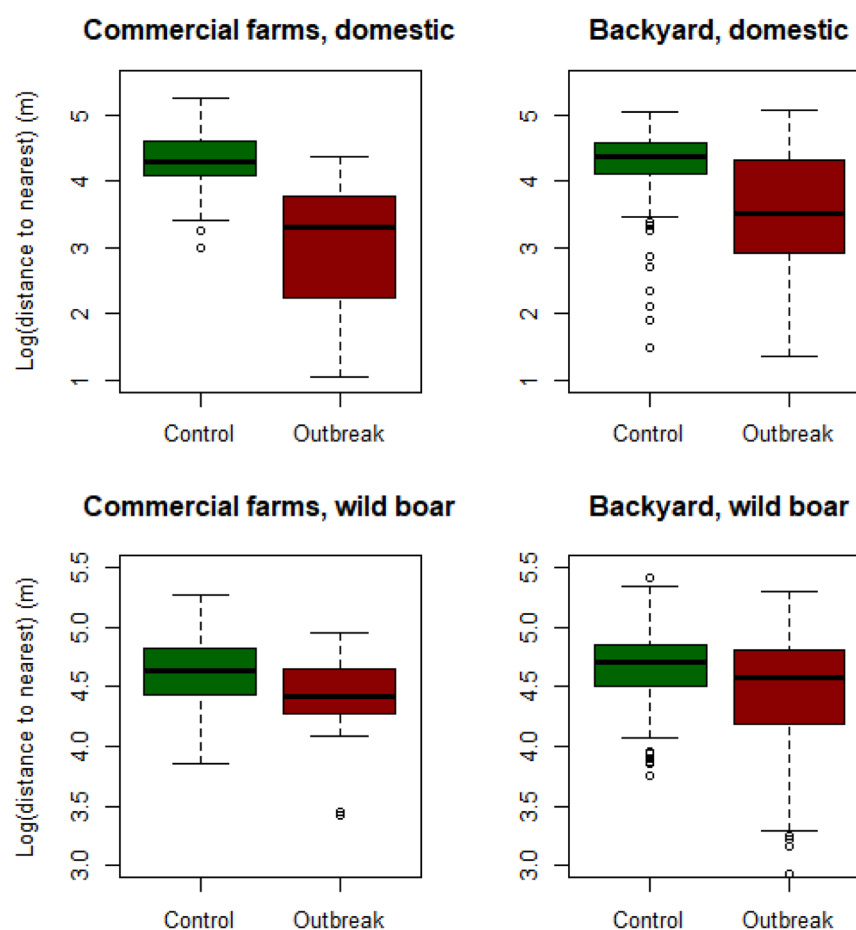 Commercial farms, domestic
Log(distance to nearest) (m)
5
4
3
2
1
Control
Outbreak
Backyard, domestic
5
4
3
2
1
Control
Outbreak
Commercial farms, wild boar
Log(distance to nearest) (m)
5.5
5.0
4.5
4.0
3.5
3.0
Control
Outbreak
Backyard, wild boar
5.5
5.0
4.5
4.0
3.5
3.0
Control
Outbreak